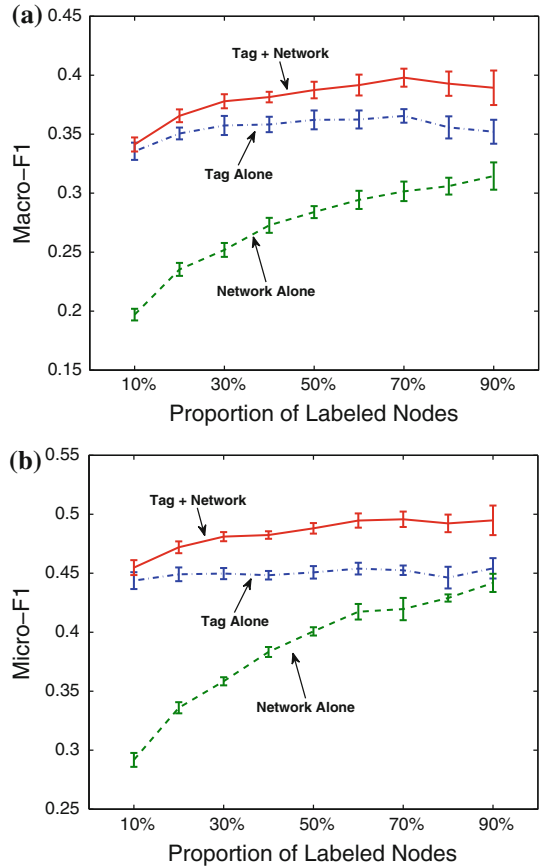 (a)
0.45
0.4
0.35
0.3
0.25
0.2
0.15
Macro-F1
Tag + Network
Tag Alone
Network Alone
10%
30%
50%
70%
90%
Proportion of Labeled Nodes
(b)
0.55
0.5
0.45
0.4
0.35
0.3
0.25
Micro-F1
Tag + Network
Tag Alone
Network Alone
10%
30%
50%
70%
90%
Proportion of Labeled Nodes